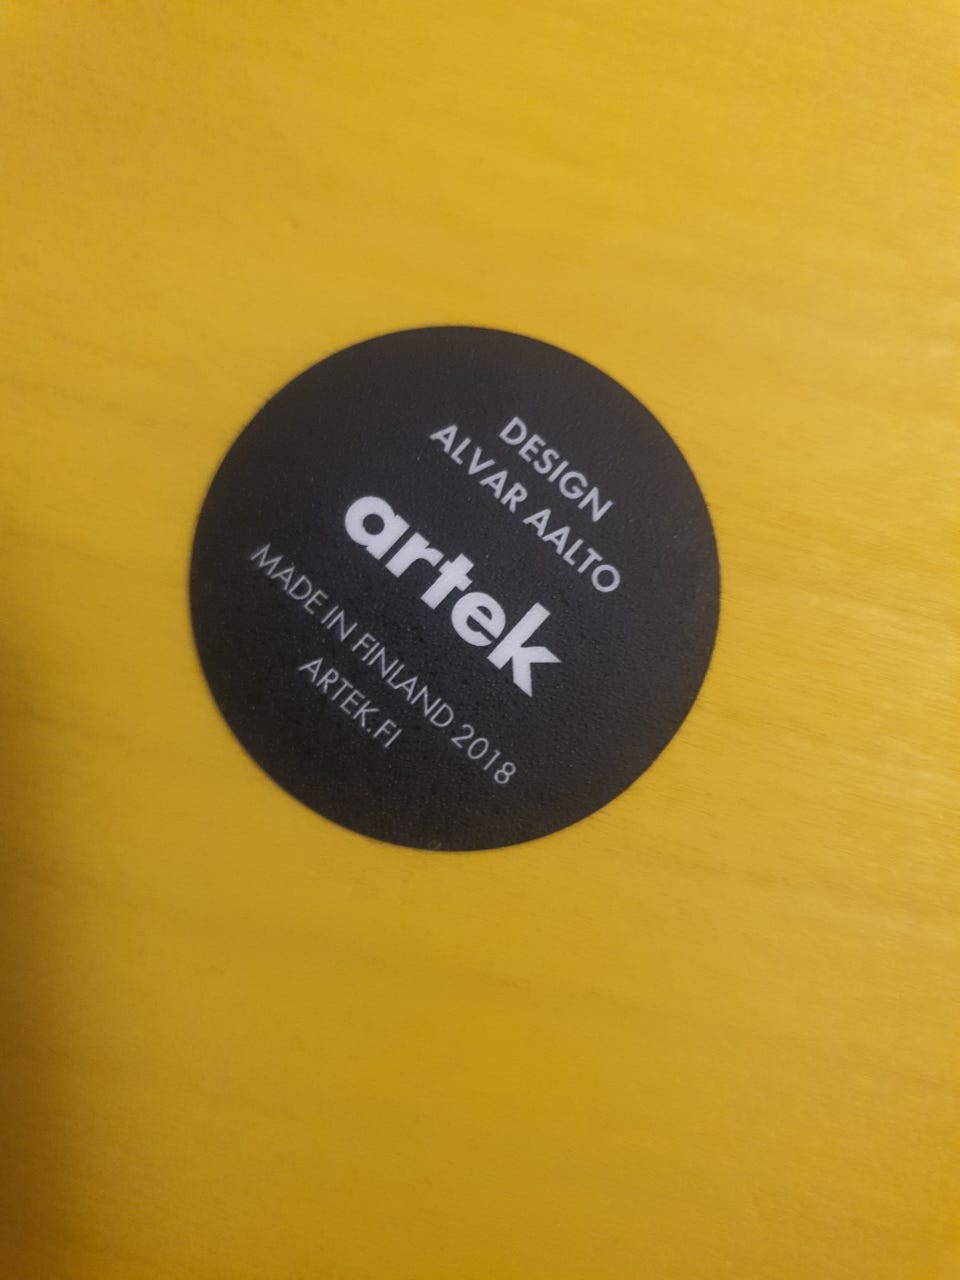 DESIGN
ALVAR AALTO
artek
MADE IN FINLAND 2018
ARTEK.FI